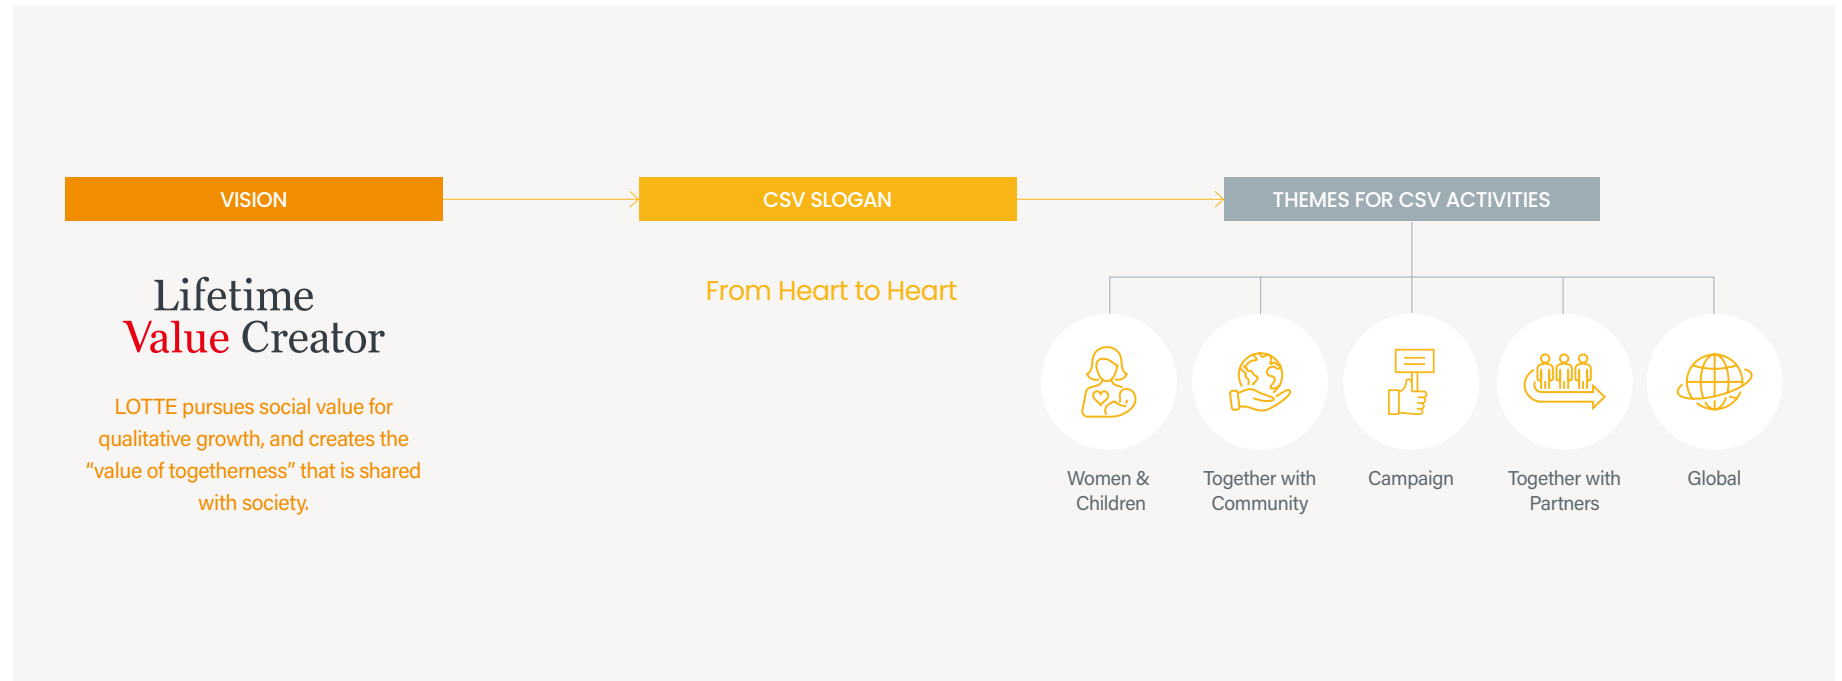 VISION
CSV SLOGAN
THEMES FOR CSV ACTIVITIES
Lifetime
Value Creator
LOTTE pursues social value for
qualitative growth, and creates the
“value of togetherness” that is shared
with society.
From Heart to Heart
Women &
Children
Together with
Community
Campaign
Together with
Partners
Global